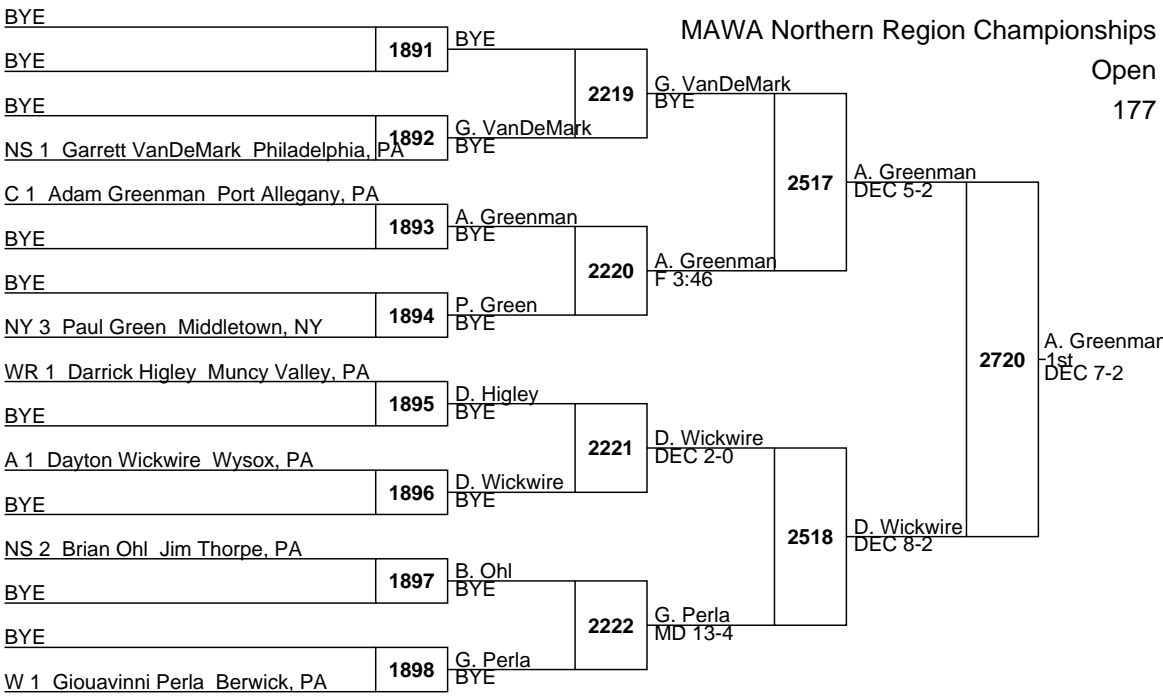 MAWA Northern Region Championships
Open
177
BYE
BYE
1891
BYE
BYE
NS 1 Garrett VanDeMark Philadelphia, PA
1892
G. VanDeMark
BYE
2219
G. VanDeMark
BYE
C 1 Adam Greenman Port Allegany, PA
BYE
1893
A. Greenman
BYE
BYE
NY 3 Paul Green Middletown, NY
1894
P. Green
BYE
2220
A. Greenman
F 3:46
2517
A. Greenman
DEC 5-2
WR 1 Darrick Higley Muncy Valley, PA
BYE
1895
D. Higley
BYE
A 1 Dayton Wickwire Wysox, PA
BYE
1896
D. Wickwire
BYE
2221
D. Wickwire
DEC 2-0
NS 2 Brian Ohl Jim Thorpe, PA
BYE
1897
B. Ohl
BYE
BYE
W 1 Giouavinni Perla Berwick, PA
1898
G. Perla
BYE
2222
G. Perla
MD 13-4
2518
D. Wickwire
DEC 8-2
2720
A. Greenman
1st
DEC 7-2